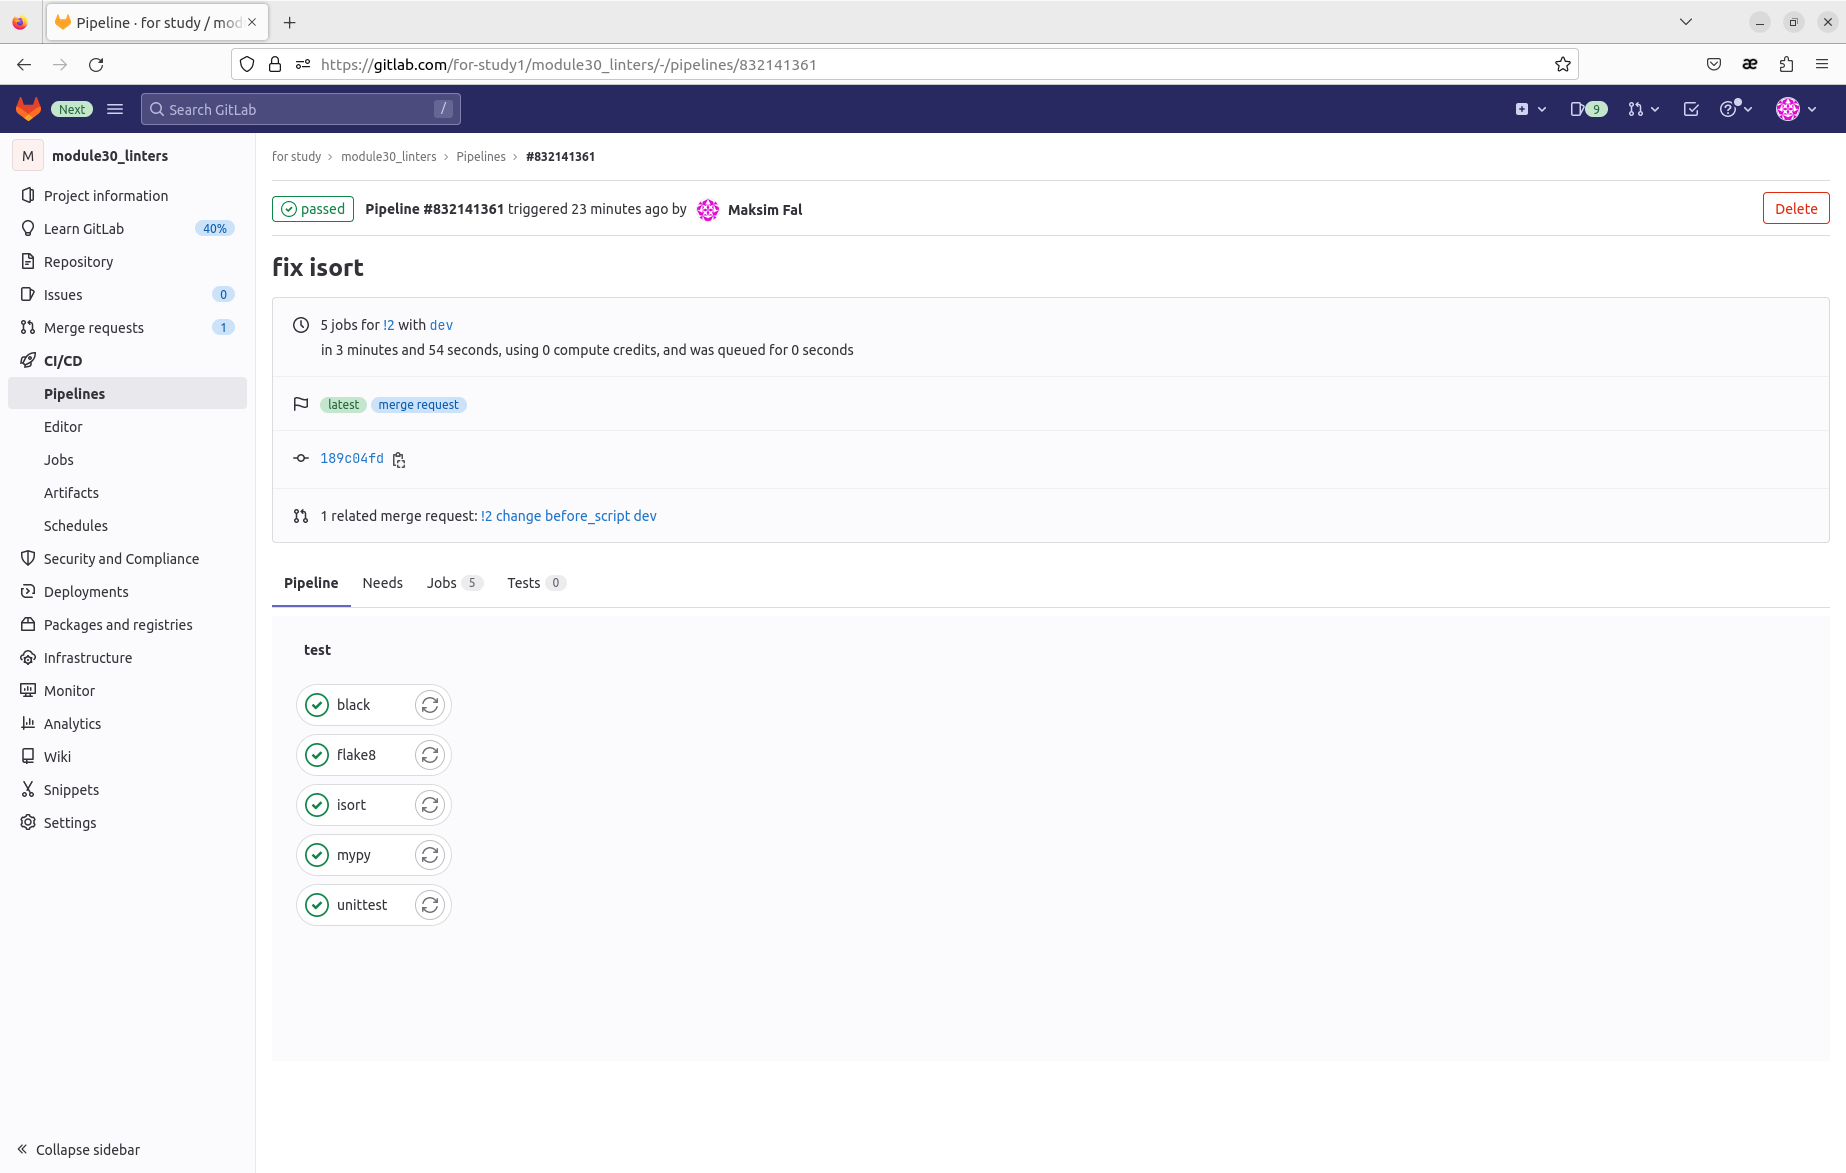 Pipeline · for study / mod
https://gitlab.com/for-study1/module30_linters/-/pipelines/832141361
Next
Search GitLab
/
9
M
module30_linters
Project information
Learn GitLab
40%
Repository
Issues
0
Merge requests
1
CI/CD
Pipelines
Editor
Jobs
Artifacts
Schedules
Security and Compliance
Deployments
Packages and registries
Infrastructure
Monitor
Analytics
Wiki
Snippets
Settings
Collapse sidebar
for study › module30_linters › Pipelines › #832141361
passed Pipeline #832141361 triggered 23 minutes ago by Maksim Fal
Delete
fix isort
5 jobs for !2 with dev
in 3 minutes and 54 seconds, using 0 compute credits, and was queued for 0 seconds
latest merge request
189c04fd
1 related merge request: !2 change before_script dev
Pipeline Needs Jobs 5 Tests 0
test
black
flake8
isort
mypy
unittest